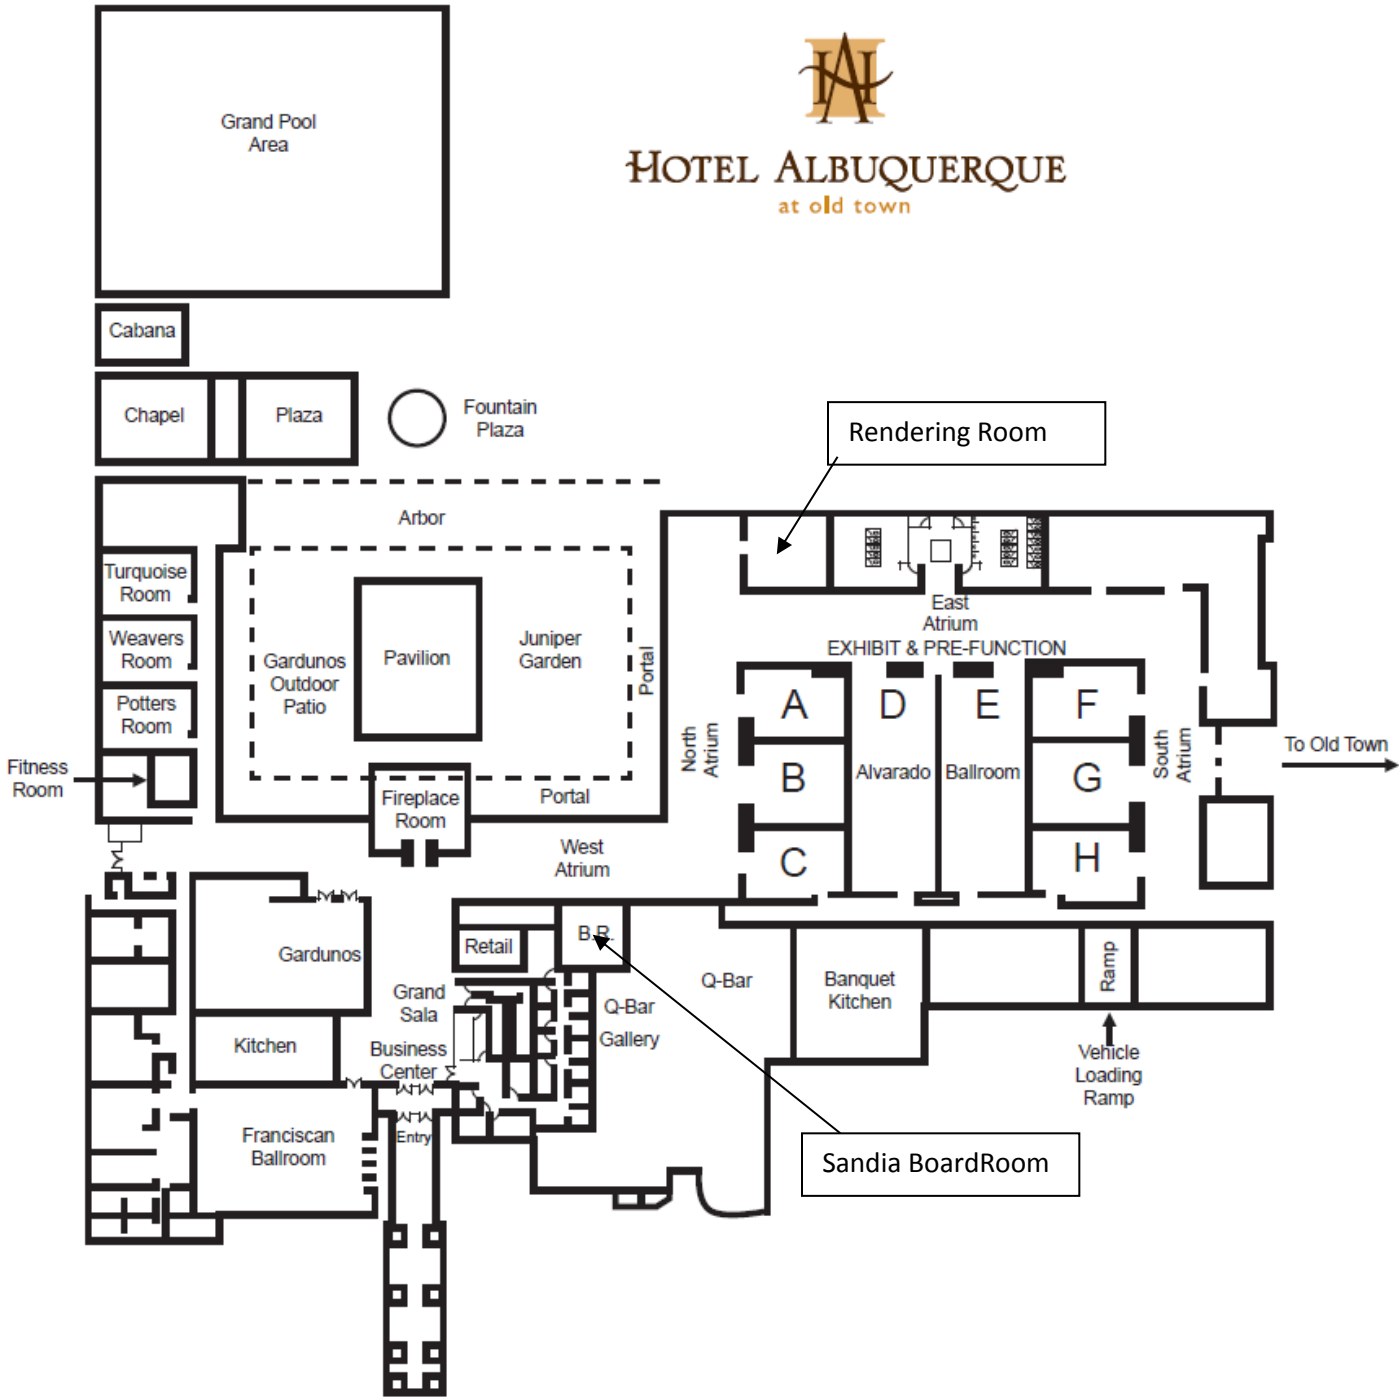 Grand Pool
Area
HOTEL ALBUQUERQUE
at old town
Cabana
Chapel
Plaza
Fountain
Plaza
Rendering Room
Arbor
Turquoise
Room
Weavers
Room
Potters
Room
Fitness
Room
Gardunos
Outdoor
Patio
Pavilion
Juniper
Garden
Portal
Portal
Fireplace
Room
West
Atrium
North
Atrium
East
Atrium
EXHIBIT & PRE-FUNCTION
A
B
C
D
E
F
G
H
Alvarado
Ballroom
South
Atrium
To Old Town
Gardunos
Retail
B.R.
Grand
Sala
Q-Bar
Gallery
Q-Bar
Banquet
Kitchen
Ramp
Vehicle
Loading
Ramp
Kitchen
Business
Center
Franciscan
Ballroom
Entry
Sandia BoardRoom